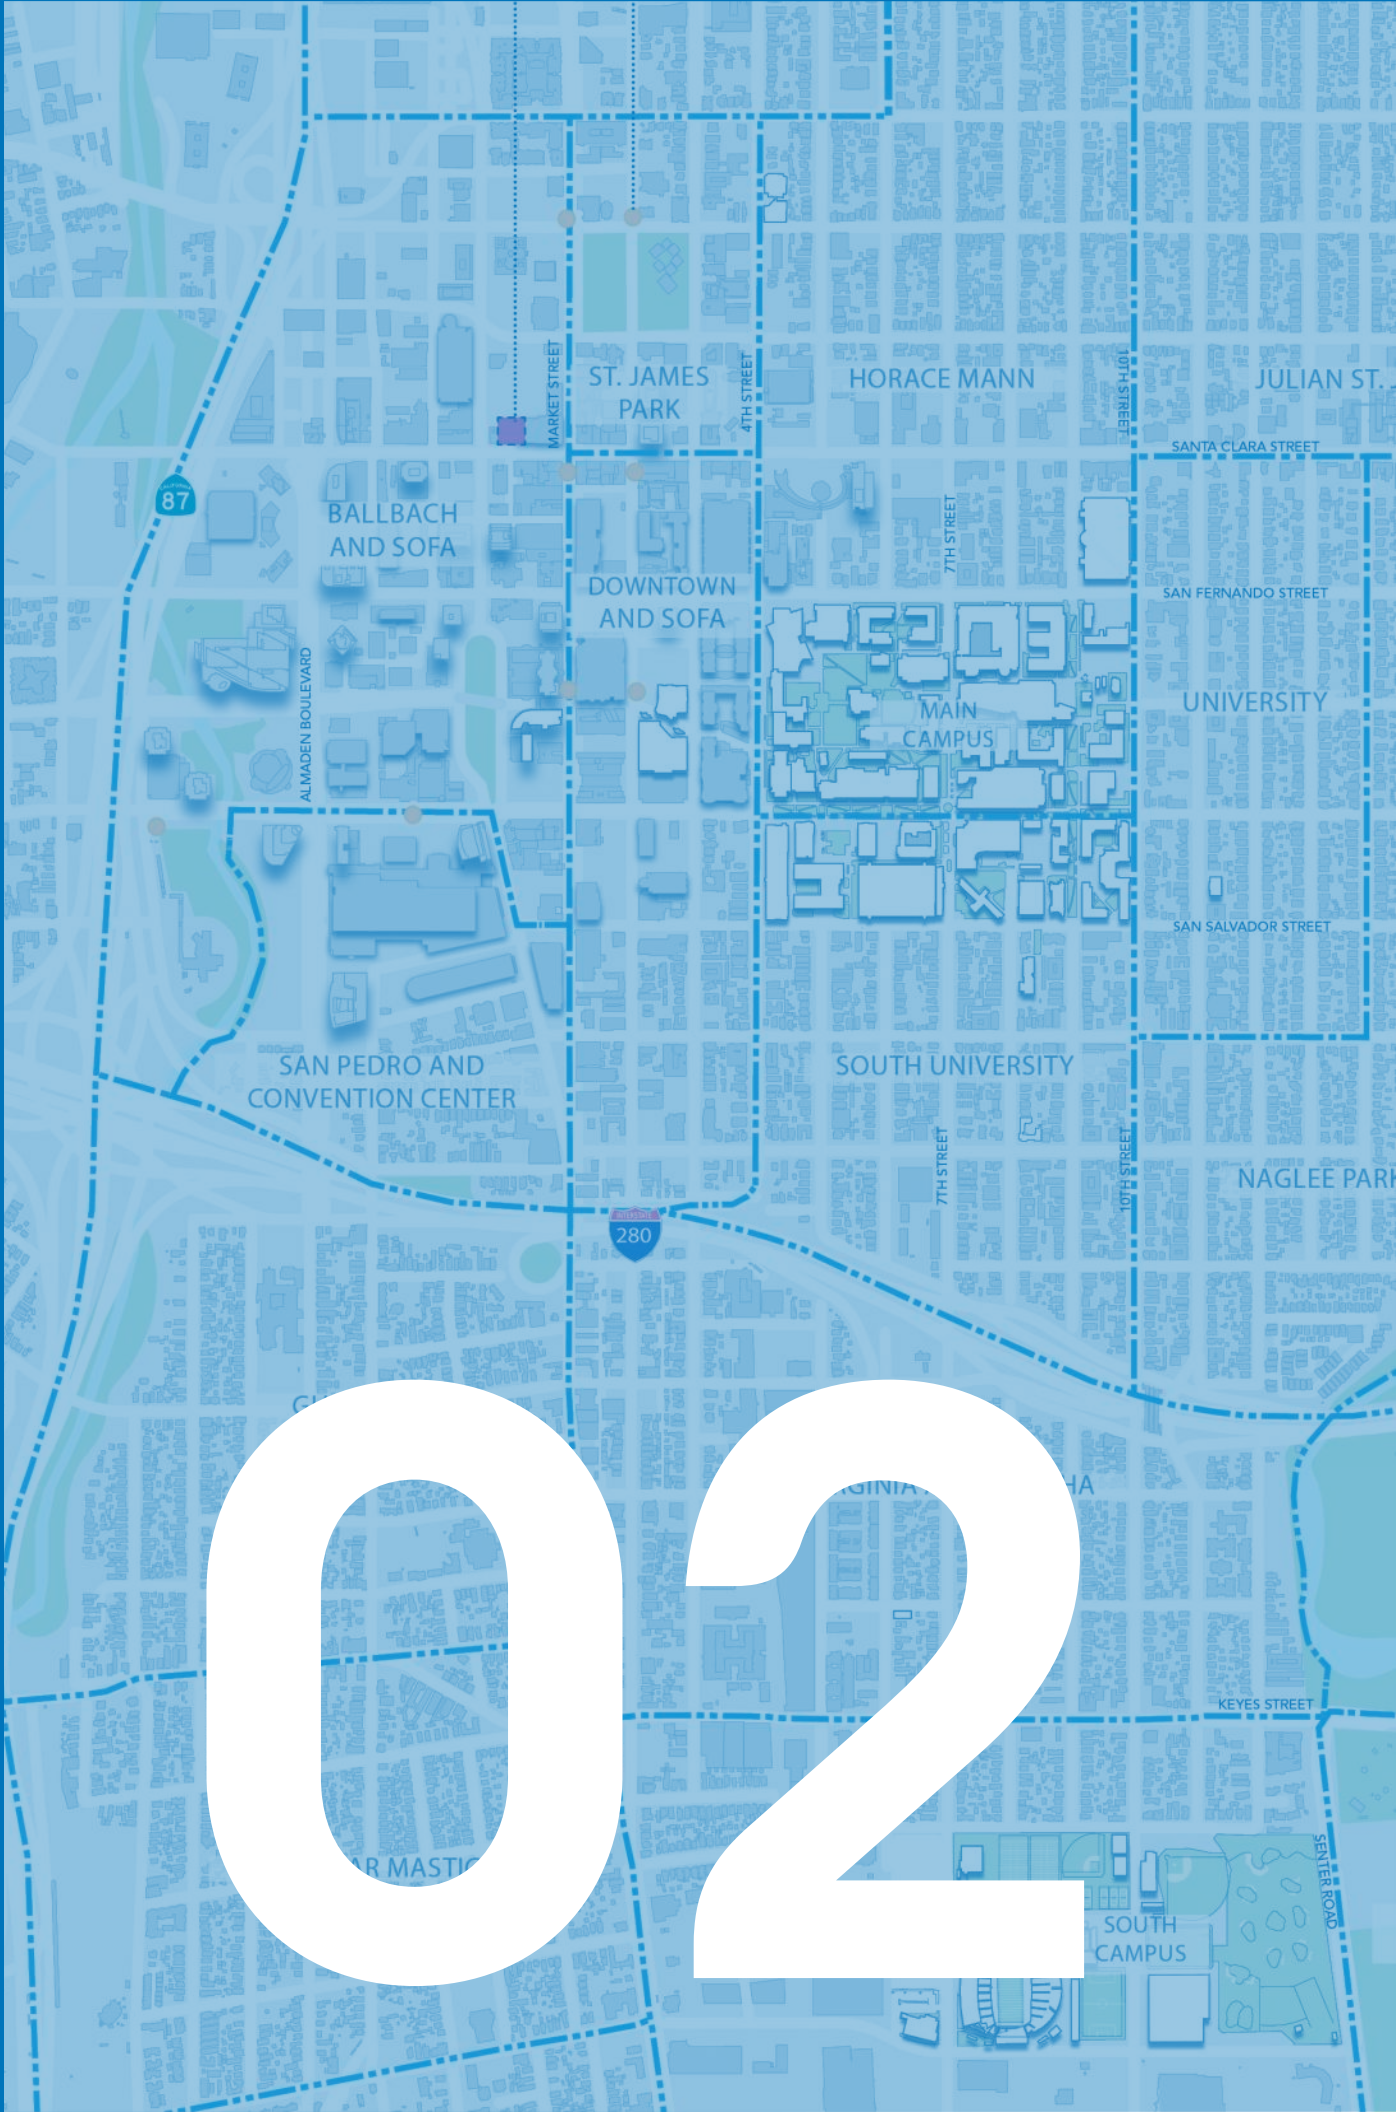 MARKET STREET
ST. JAMES
PARK
4TH STREET
HORACE MANN
10TH STREET
JULIAN ST.
SANTA CLARA STREET
CALIFORNIA
87
BALLBACH
AND SOFA
7TH STREET
DOWNTOWN
AND SOFA
SAN FERNANDO STREET
ALMADEN BOULEVARD
MAIN
CAMPUS
UNIVERSITY
SAN SALVADOR STREET
SAN PEDRO AND
CONVENTION CENTER
SOUTH UNIVERSITY
7TH STREET
10TH STREET
NAGLEE PARK
280
02
KEYES STREET
SENTER ROAD
SOUTH
CAMPUS